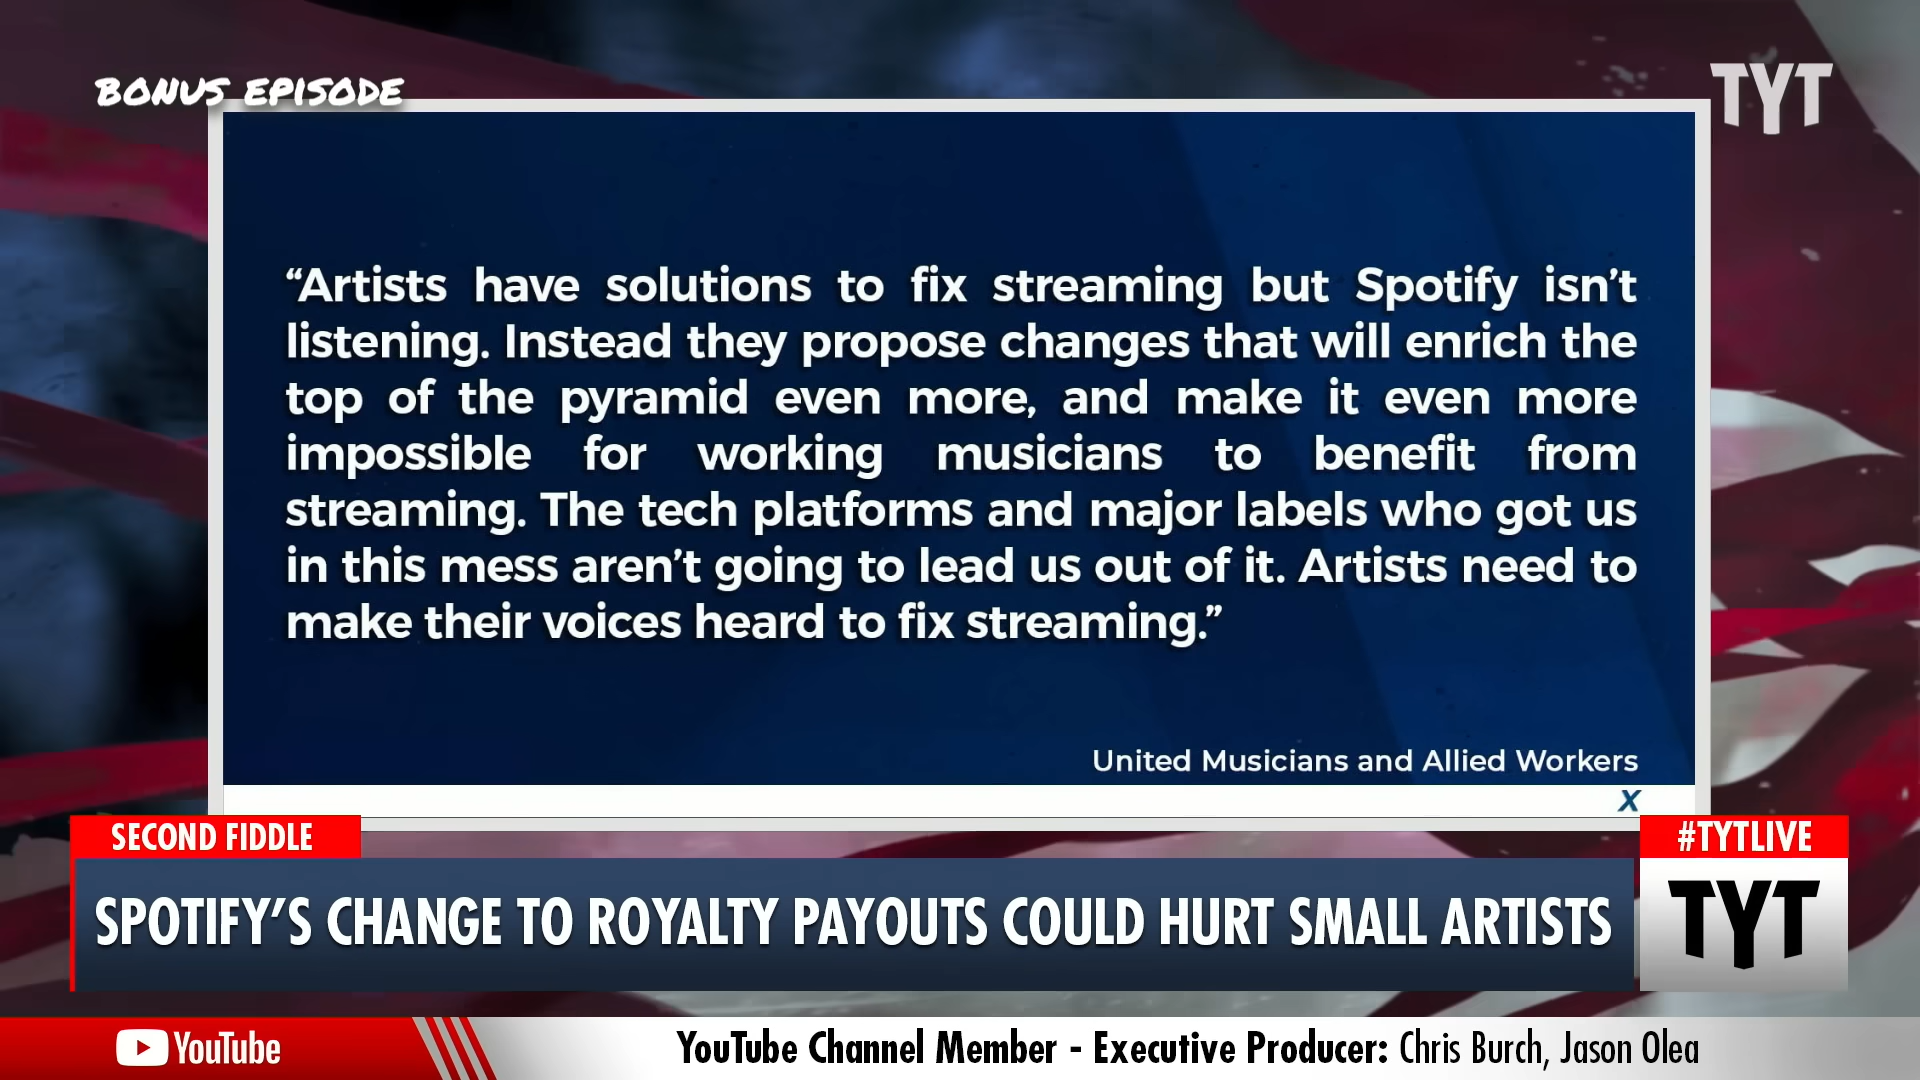 BONUS EPISODE
TYT
“Artists have solutions to fix streaming but Spotify isn’t
listening. Instead they propose changes that will enrich the
top of the pyramid even more, and make it even more
impossible for working musicians to benefit from
streaming. The tech platforms and major labels who got us
in this mess aren’t going to lead us out of it. Artists need to
make their voices heard to fix streaming.”
United Musicians and Allied Workers
X
SECOND FIDDLE
#TYTLIVE
SPOTIFY’S CHANGE TO ROYALTY PAYOUTS COULD HURT SMALL ARTISTS
TYT
YouTube
YouTube Channel Member - Executive Producer: Chris Burch, Jason Olea